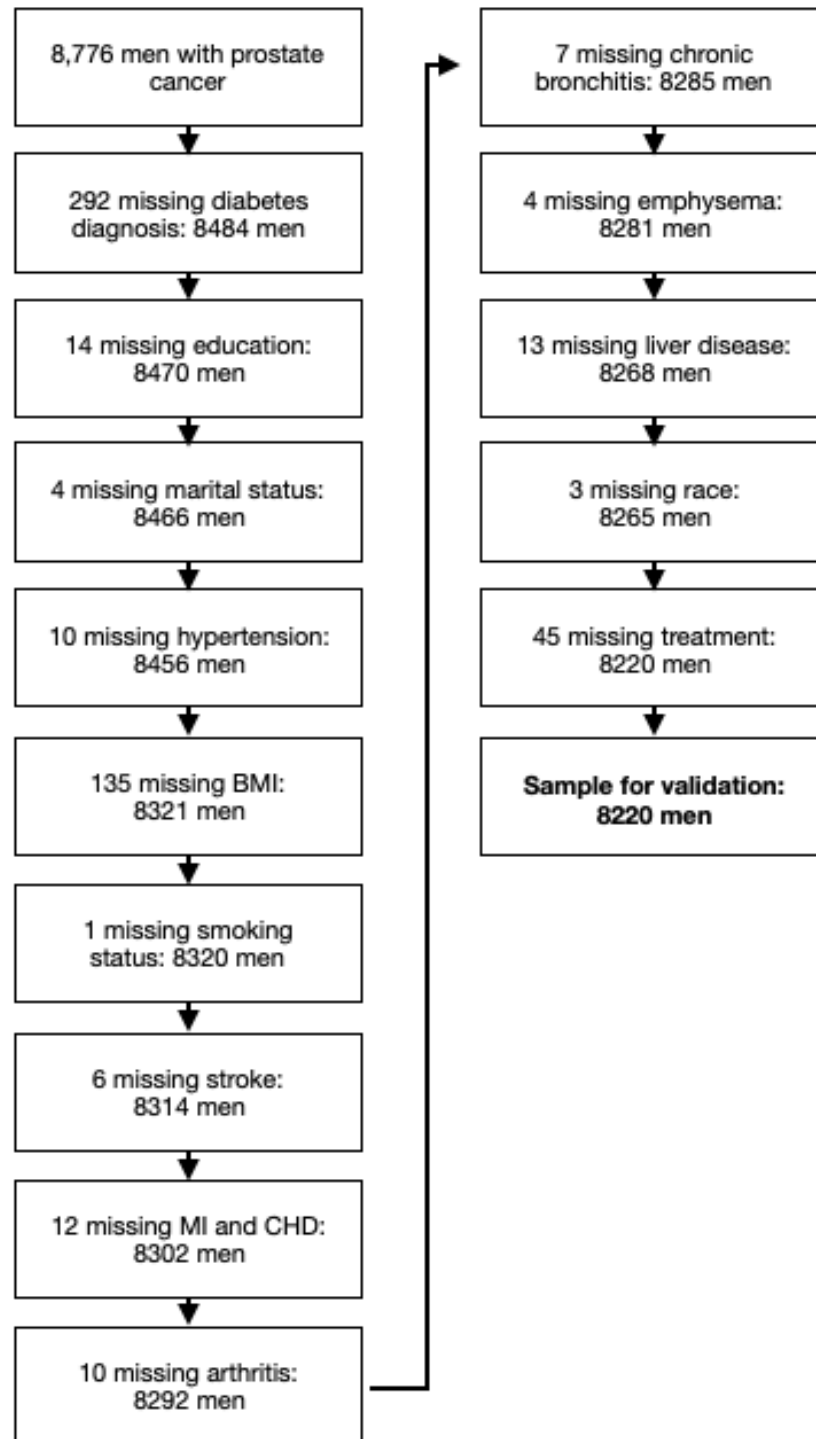 8,776 men with prostate
cancer
292 missing diabetes
diagnosis: 8484 men
14 missing education:
8470 men
4 missing marital status:
8466 men
10 missing hypertension:
8456 men
135 missing BMI:
8321 men
1 missing smoking
status: 8320 men
6 missing stroke:
8314 men
12 missing MI and CHD:
8302 men
10 missing arthritis:
8292 men
7 missing chronic
bronchitis: 8285 men
4 missing emphysema:
8281 men
13 missing liver disease:
8268 men
3 missing race:
8265 men
45 missing treatment:
8220 men
Sample for validation:
8220 men